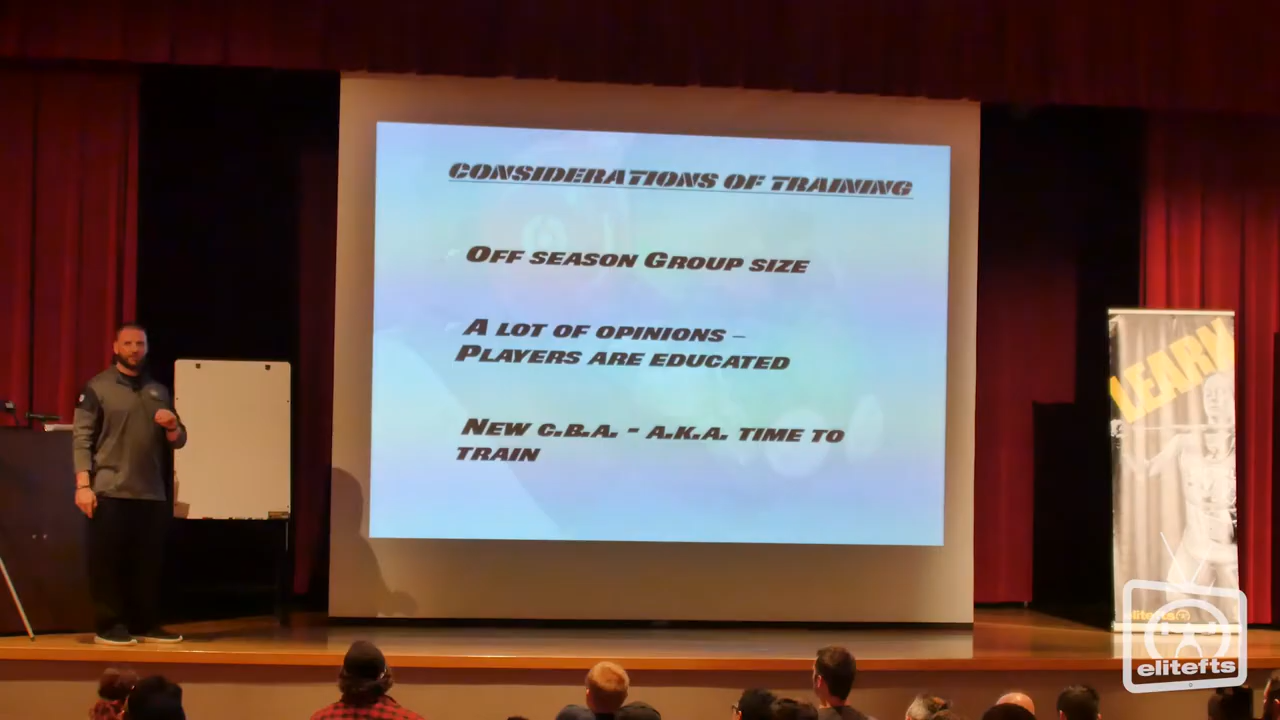 CONSIDERATIONS OF TRAINING
OFF SEASON GROUP SIZE
A LOT OF OPINIONS –
PLAYERS ARE EDUCATED
NEW C.B.A. - A.K.A. TIME TO
TRAIN
LEARN
elitefts
elitefts